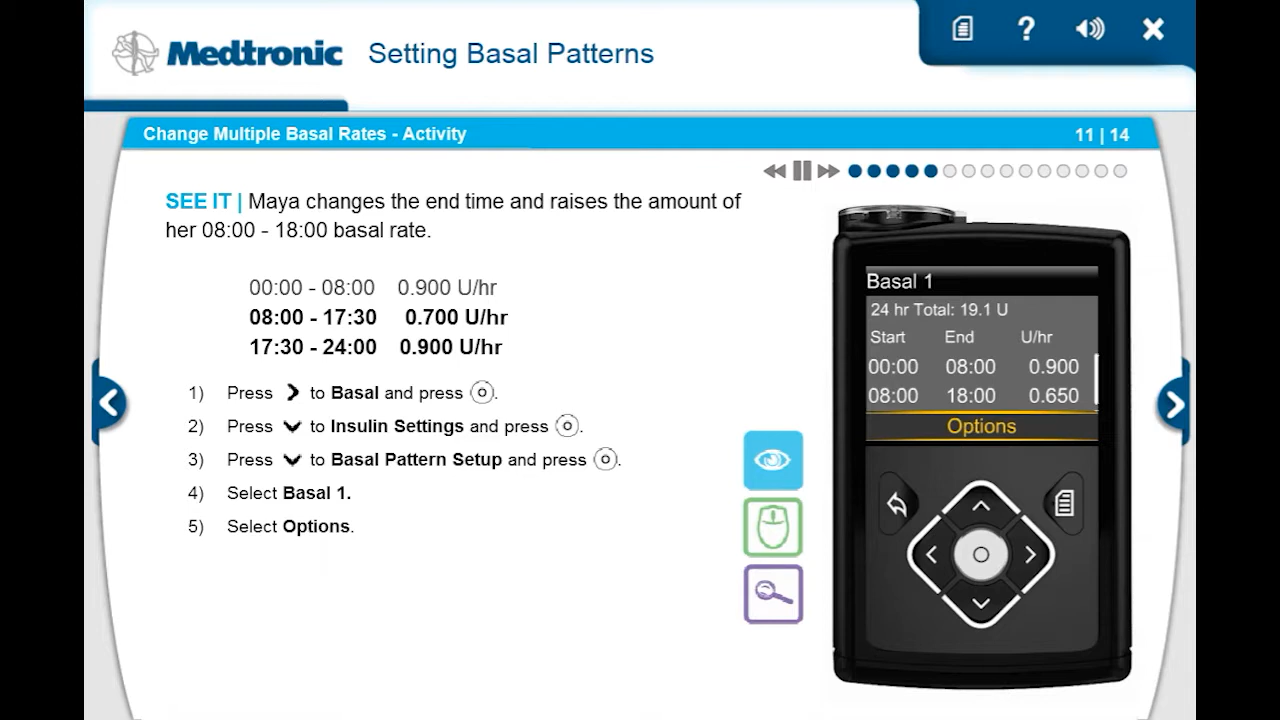 Medtronic
Setting Basal Patterns
?
Change Multiple Basal Rates - Activity
11 | 14
SEE IT | Maya changes the end time and raises the amount of
her 08:00 - 18:00 basal rate.
00:00 - 08:00 0.900 U/hr
08:00 - 17:30 0.700 U/hr
17:30 - 24:00 0.900 U/hr
1) Press to Basal and press .
2) Press to Insulin Settings and press .
3) Press to Basal Pattern Setup and press .
4) Select Basal 1.
5) Select Options.
Basal 1
24 hr Total: 19.1 U
Start End U/hr
00:00 08:00 0.900
08:00 18:00 0.650
Options